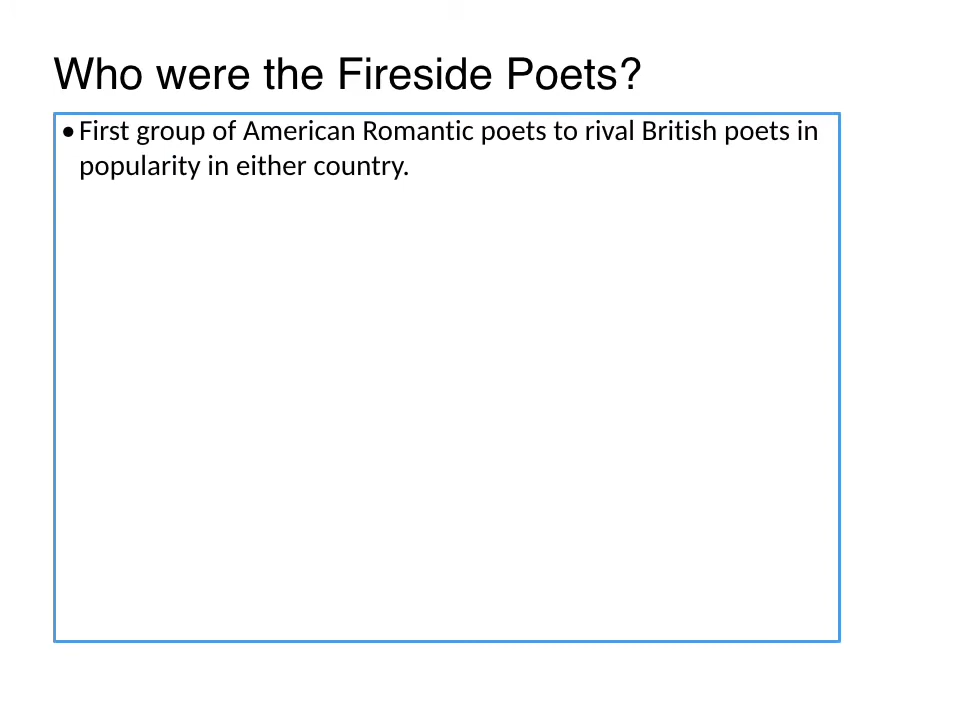 Who were the Fireside Poets?
• First group of American Romantic poets to rival British poets in
popularity in either country.